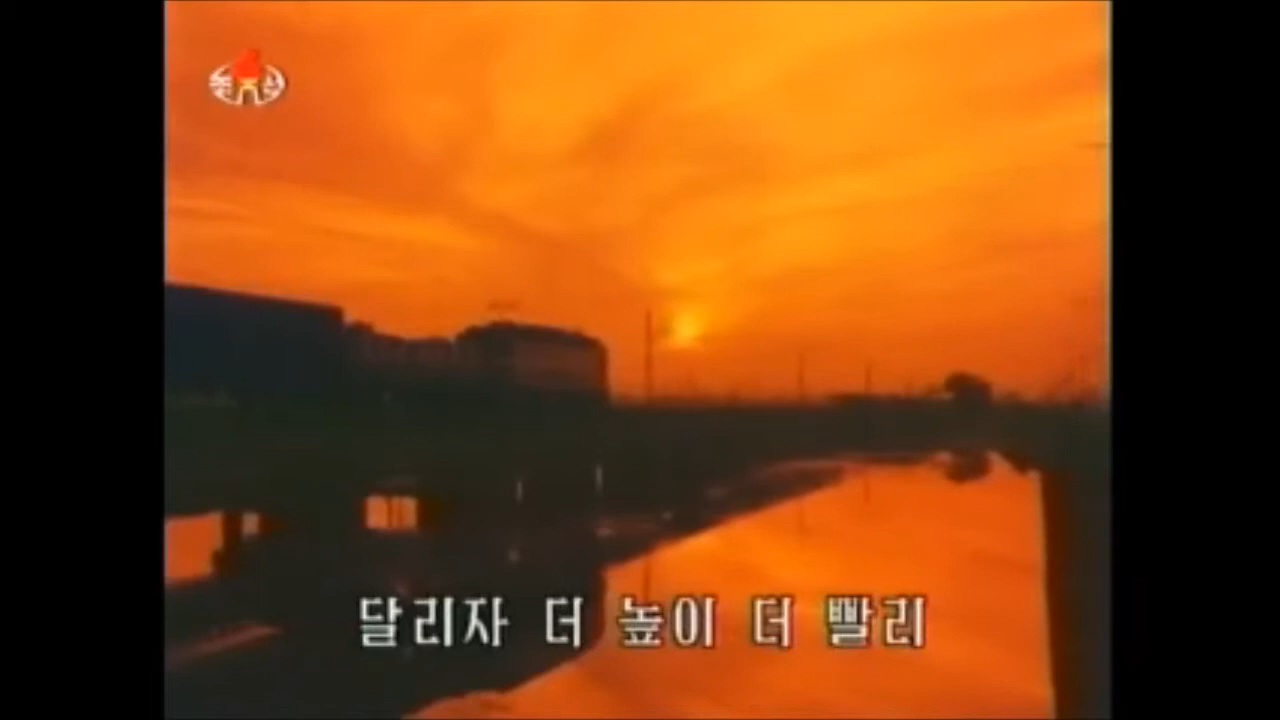 달리자 더 높이 더 빨리